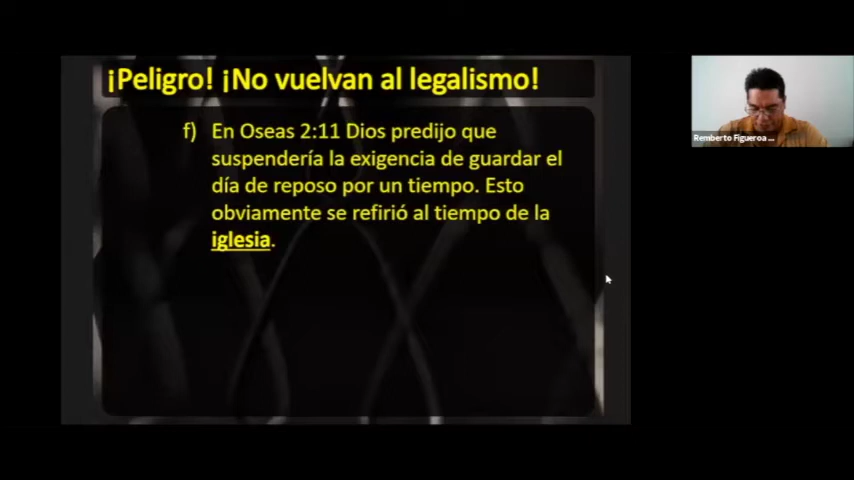 ¡Peligro! ¡No vuelvan al legalismo!
f) En Oseas 2:11 Dios predijo que
suspendería la exigencia de guardar el
día de reposo por un tiempo. Esto
obviamente se refirió al tiempo de la
iglesia.
Remberto Figueroa ...